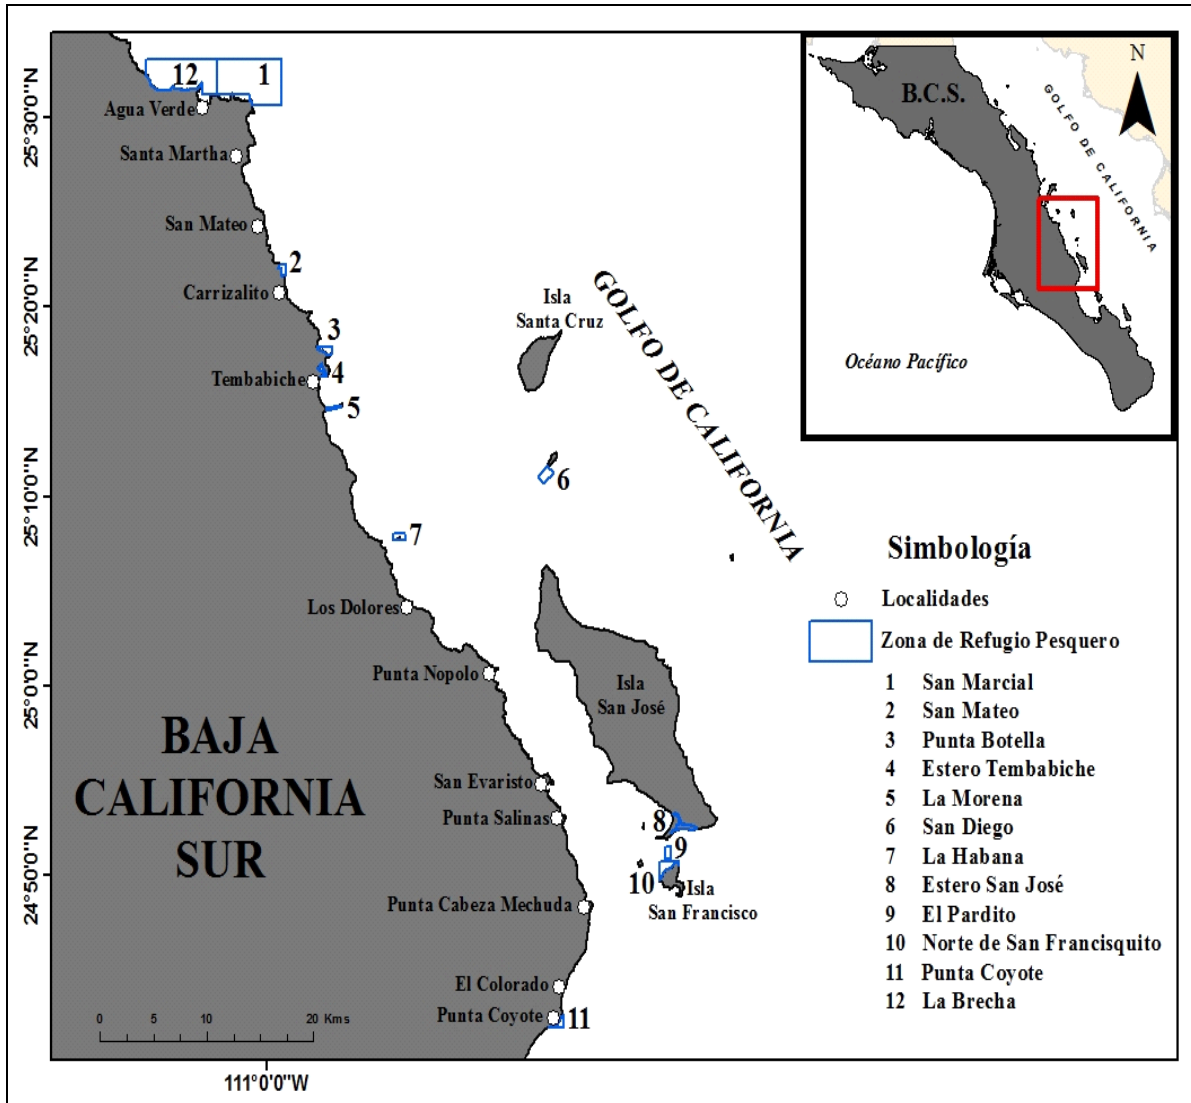 25°30'0"N
25°20'0"N
25°10'0"N
25°0'0"N
24°50'0"N
111°0'0"W
12
1
Agua Verde
Santa Martha
San Mateo
2
Carrizalito
3
4
Tembabiche
5
Isla
Santa Cruz
GOLFO DE CALIFORNIA
6
7
Los Dolores
Punta Nopolo
Isla
San José
BAJA
CALIFORNIA
SUR
San Evaristo
Punta Salinas
8
9
10
Isla
San Francisco
Punta Cabeza Mechuda
El Colorado
Punta Coyote
11
0 5 10 20 Kms
B.C.S.
N
GOLFO DE CALIFORNIA
Océano Pacífico
Simbología
Localidades
Zona de Refugio Pesquero
1 San Marcial
2 San Mateo
3 Punta Botella
4 Estero Tembabiche
5 La Morena
6 San Diego
7 La Habana
8 Estero San José
9 El Pardito
10 Norte de San Francisquito
11 Punta Coyote
12 La Brecha